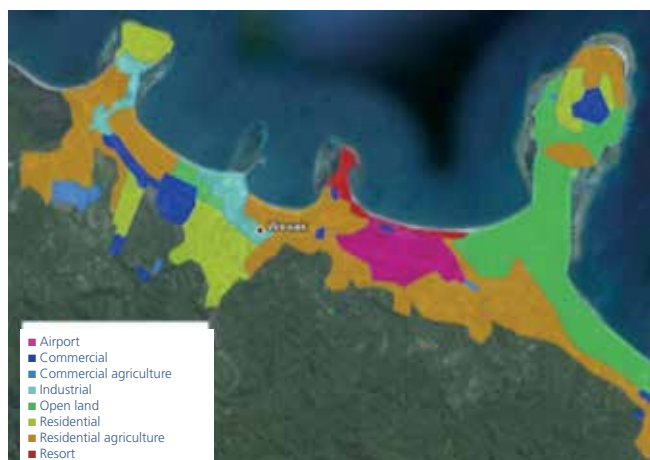 Airport
Commercial
Commercial agriculture
Industrial
Open land
Residential
Residential agriculture
Resort